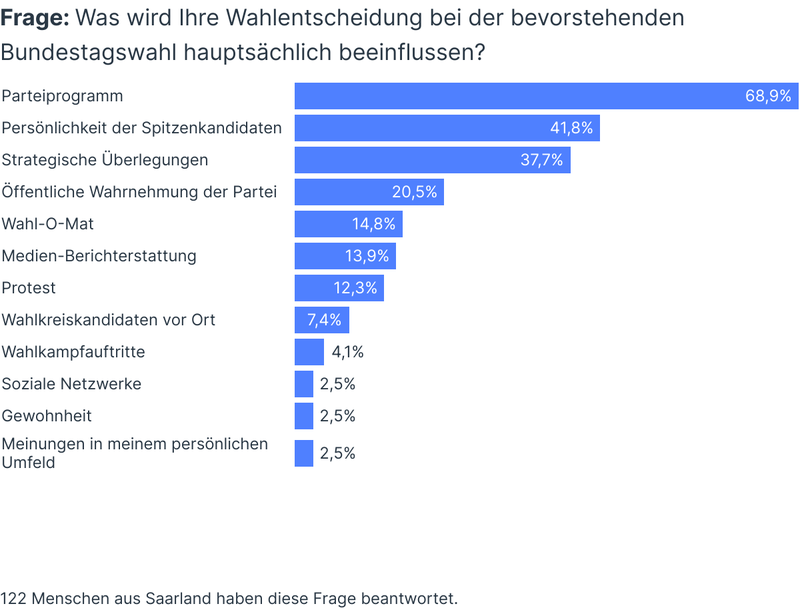 Frage: Was wird Ihre Wahlentscheidung bei der bevorstehenden
Bundestagswahl hauptsächlich beeinflussen?
Parteiprogramm 68,9%
Persönlichkeit der Spitzenkandidaten 41,8%
Strategische Überlegungen 37,7%
Öffentliche Wahrnehmung der Partei 20,5%
Wahl-O-Mat 14,8%
Medien-Berichterstattung 13,9%
Protest 12,3%
Wahlkreiskandidaten vor Ort 7,4%
Wahlkampfauftritte 4,1%
Soziale Netzwerke 2,5%
Gewohnheit 2,5%
Meinungen in meinem persönlichen
Umfeld 2,5%
122 Menschen aus Saarland haben diese Frage beantwortet.